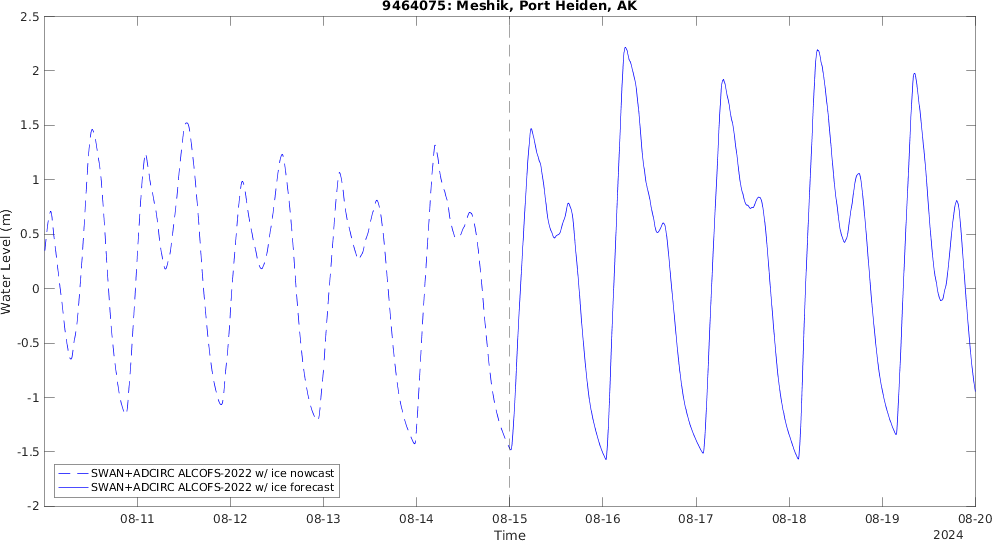 9464075: Meshik, Port Heiden, AK
2.5
2
1.5
1
0.5
0
-0.5
-1
-1.5
-2
Water Level (m)
SWAN+ADCIRC ALCOFS-2022 w/ ice nowcast
SWAN+ADCIRC ALCOFS-2022 w/ ice forecast
08-11 08-12 08-13 08-14 08-15 08-16 08-17 08-18 08-19 08-20
Time
2024